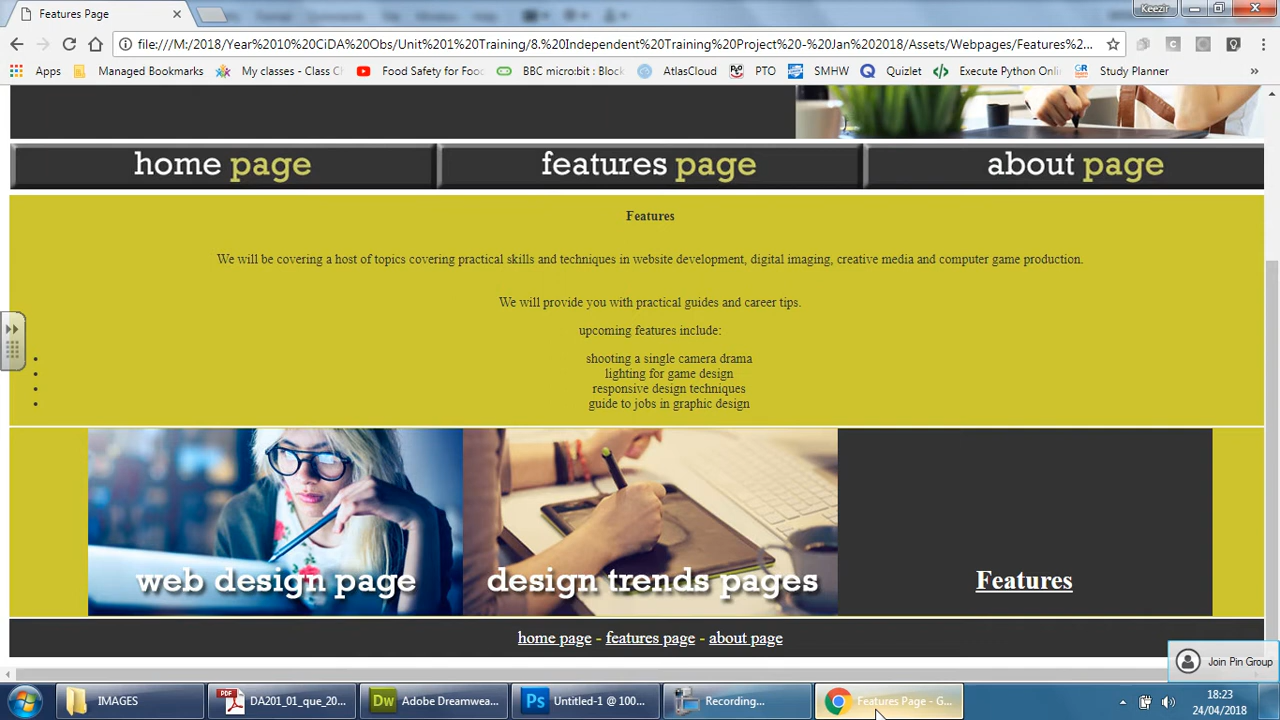 Features Page
Keezir
file:///M:/2018/Year%2010%20CiDA%20Obs/Unit%201%20Training/8.%20Independent%20Training%20Project%20-%20Jan%202018/Assets/Webpages/Features%2...
Apps Managed Bookmarks My classes - Class C Food Safety for Food BBC micro:bit : Block AtlasCloud PTO SMHW Quizlet Execute Python Onli Study Planner »
home page features page about page
Features
We will be covering a host of topics covering practical skills and techniques in website development, digital imaging, creative media and computer game production.
We will provide you with practical guides and career tips.
upcoming features include:
• shooting a single camera drama
• lighting for game design
• responsive design techniques
• guide to jobs in graphic design
web design page design trends pages Features
home page - features page - about page
Join Pin Group
IMAGES DA201_01_que_20... Adobe Dreamwea... Untitled-1 @ 100... Recording... Features Page - G...
18:23
24/04/2018